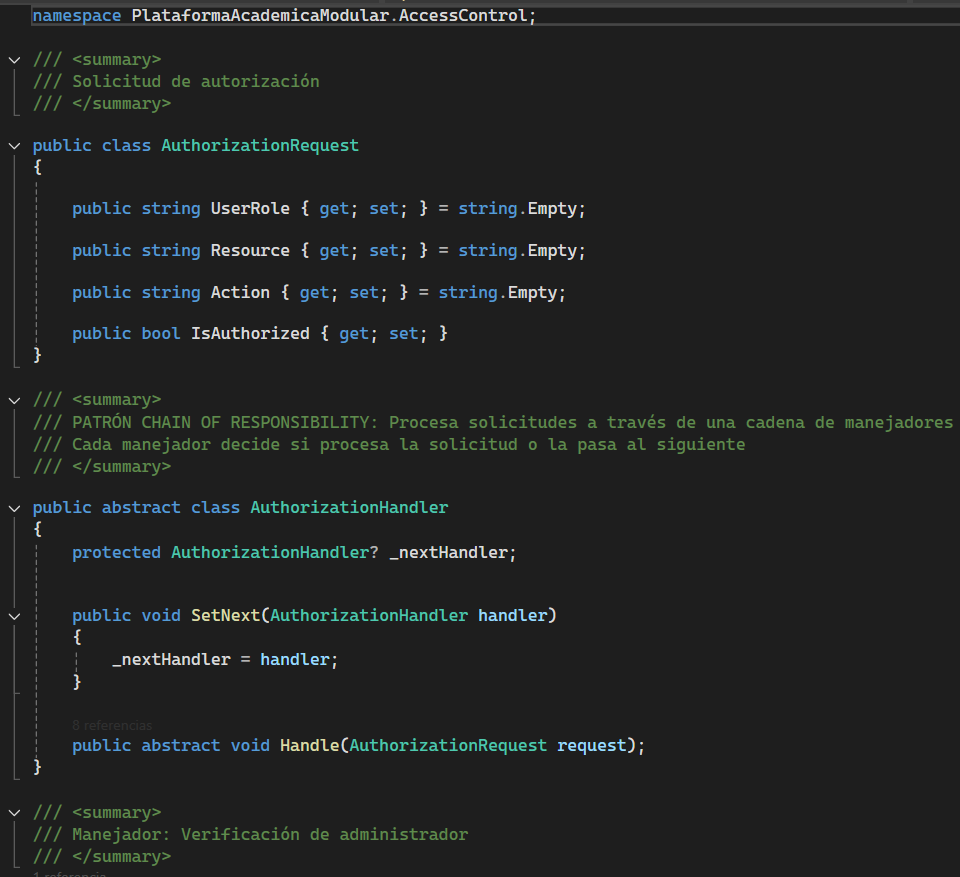 namespace PlataformaAcademicaModular.AccessControl;
/// <summary>
/// Solicitud de autorización
/// </summary>
public class AuthorizationRequest
{
public string UserRole { get; set; } = string.Empty;
public string Resource { get; set; } = string.Empty;
public string Action { get; set; } = string.Empty;
public bool IsAuthorized { get; set; }
}
/// <summary>
/// PATRÓN CHAIN OF RESPONSIBILITY: Procesa solicitudes a través de una cadena de manejadores
/// Cada manejador decide si procesa la solicitud o la pasa al siguiente
/// </summary>
public abstract class AuthorizationHandler
{
protected AuthorizationHandler? _nextHandler;
public void SetNext(AuthorizationHandler handler)
{
_nextHandler = handler;
}
8 referencias
public abstract void Handle(AuthorizationRequest request);
}
/// <summary>
/// Manejador: Verificación de administrador
/// </summary>
1 referencia